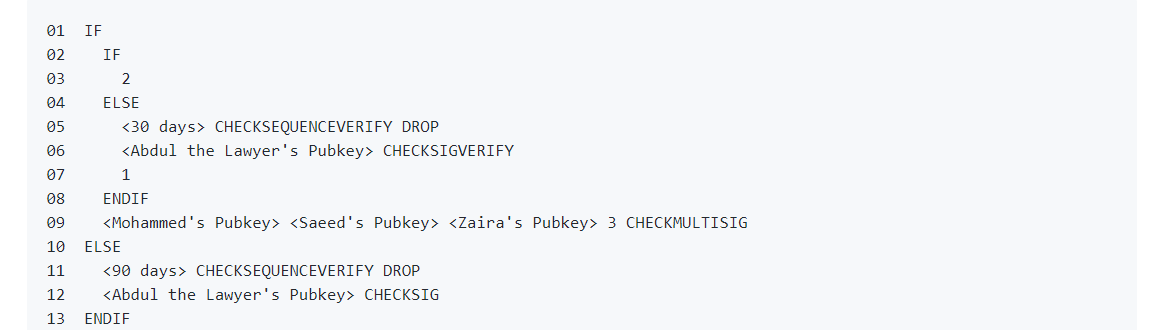 01 IF
02 IF
03 2
04 ELSE
05 <30 days> CHECKSEQUENCEVERIFY DROP
06 <Abdul the Lawyer's Pubkey> CHECKSIGVERIFY
07 1
08 ENDIF
09 <Mohammed's Pubkey> <Saeed's Pubkey> <Zaira's Pubkey> 3 CHECKMULTISIG
10 ELSE
11 <90 days> CHECKSEQUENCEVERIFY DROP
12 <Abdul the Lawyer's Pubkey> CHECKSIG
13 ENDIF